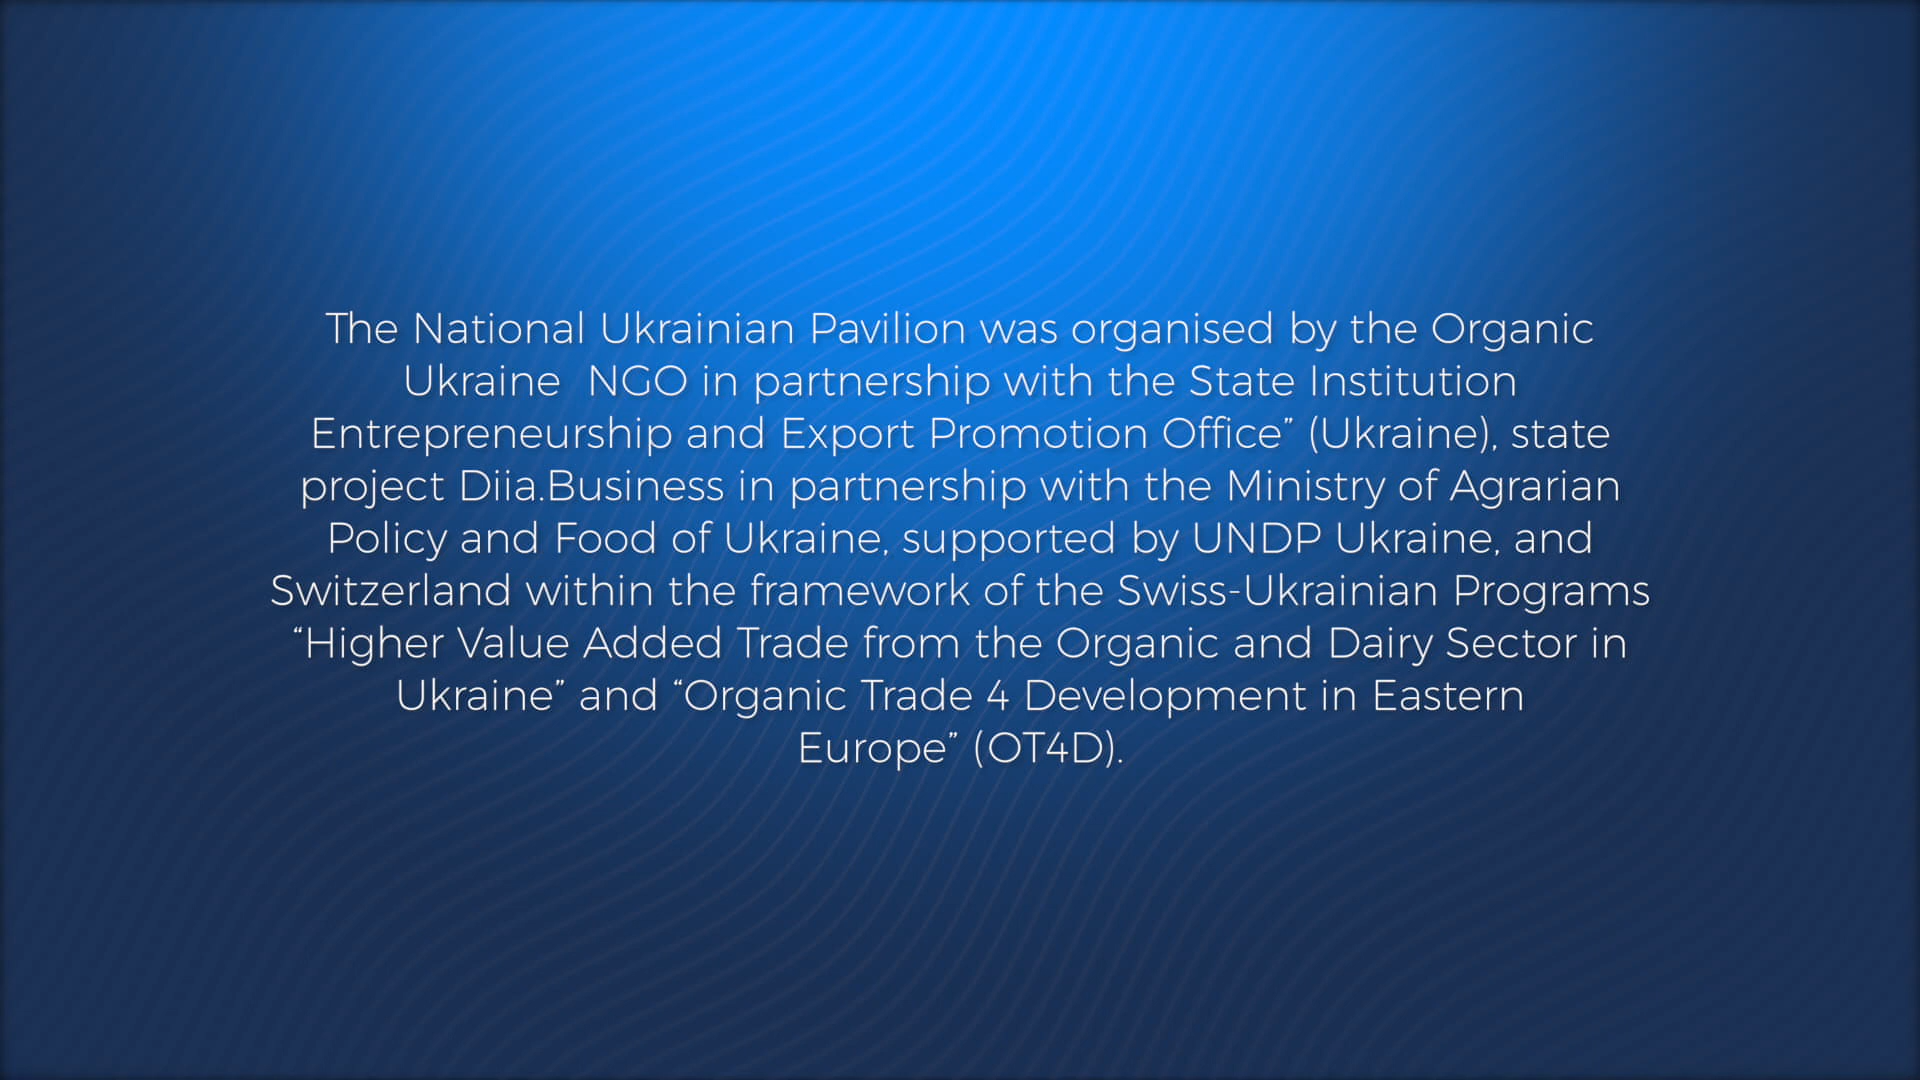 The National Ukrainian Pavilion was organised by the Organic
Ukraine  NGO in partnership with the State Institution
Entrepreneurship and Export Promotion Office” (Ukraine), state
project Diia.Business in partnership with the Ministry of Agrarian
Policy and Food of Ukraine, supported by UNDP Ukraine, and
Switzerland within the framework of the Swiss-Ukrainian Programs
“Higher Value Added Trade from the Organic and Dairy Sector in
Ukraine” and “Organic Trade 4 Development in Eastern
Europe” (OT4D).